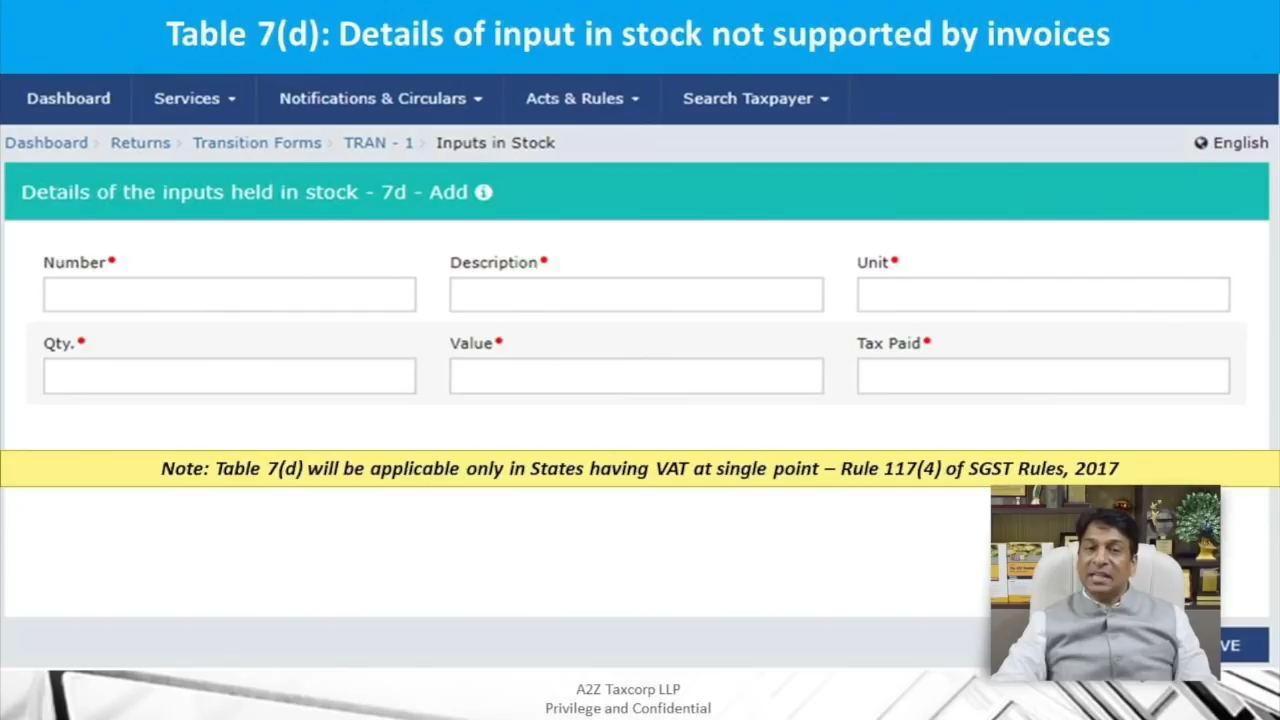 Table 7(d): Details of input in stock not supported by invoices
Dashboard Services Notifications & Circulars Acts & Rules Search Taxpayer
Dashboard Returns Transition Forms TRAN - 1 Inputs in Stock English
Details of the inputs held in stock - 7d - Add
Number Description Unit
Qty. Value Tax Paid
Note: Table 7(d) will be applicable only in States having VAT at single point – Rule 117(4) of SGST Rules, 2017
VE
A2Z Taxcorp LLP
Privilege and Confidential